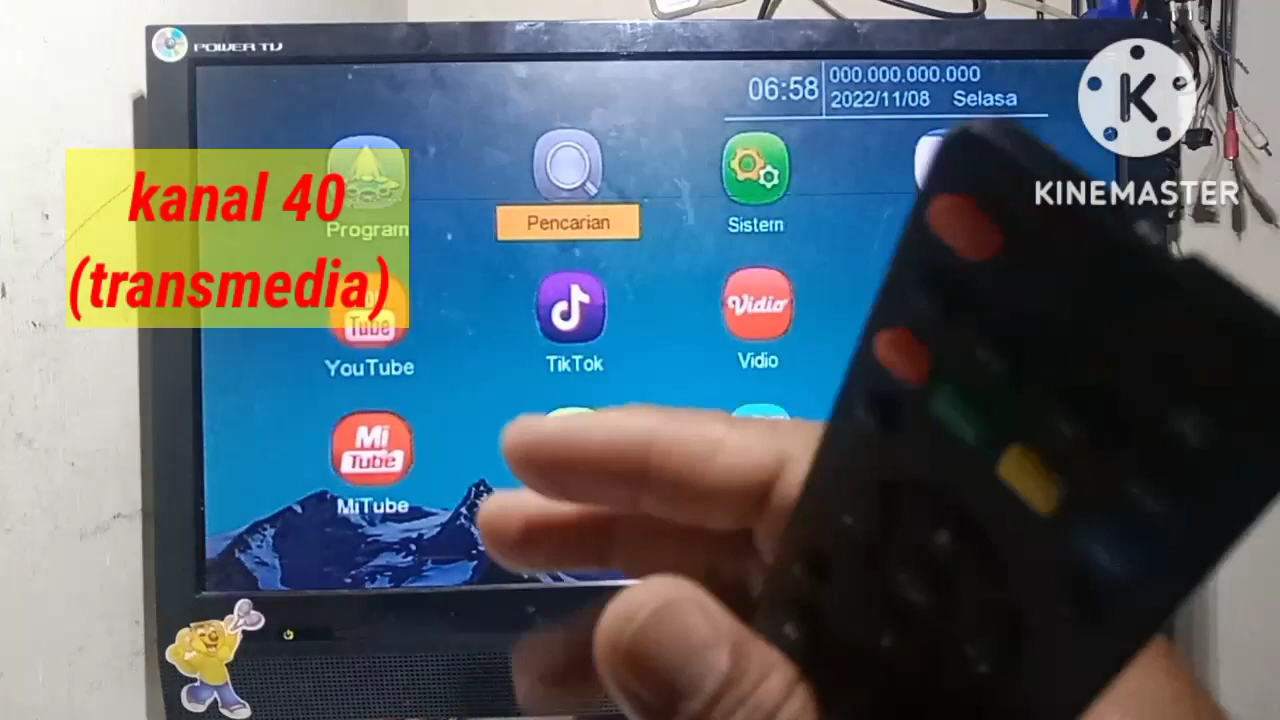 POWER TV
06:58
000.000.000.000
2022/11/08 Selasa
K
KINEMASTER
kanal 40
(transmedia)
Program
Pencarian
Sistem
Tube
Vidio
YouTube
TikTok
Vidio
Mi
Tube
MiTube